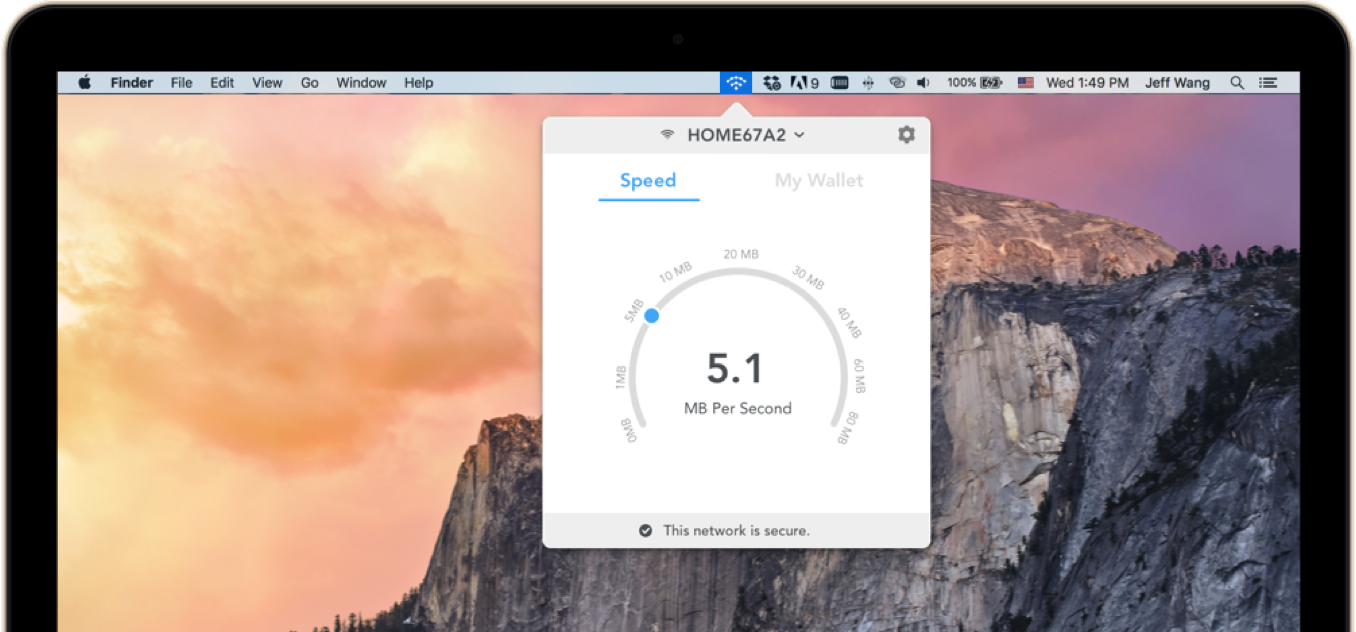 Finder File Edit View Go Window Help 9 100% Wed 1:49 PM Jeff Wang
HOME67A2
Speed My Wallet
0MB
1MB
5MB
10 MB
20 MB
30 MB
40 MB
60 MB
80 MB
5.1
MB Per Second
This network is secure.